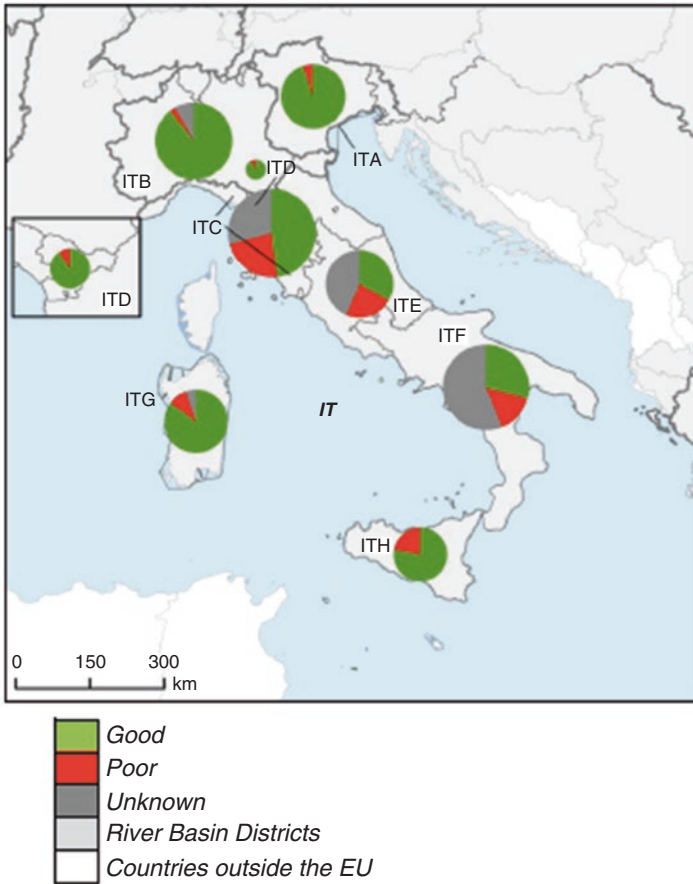 ITA
ITD
ITB
ITC
ITD
ITE
ITF
ITG
IT
ITH
0 150 300
km
Good
Poor
Unknown
River Basin Districts
Countries outside the EU